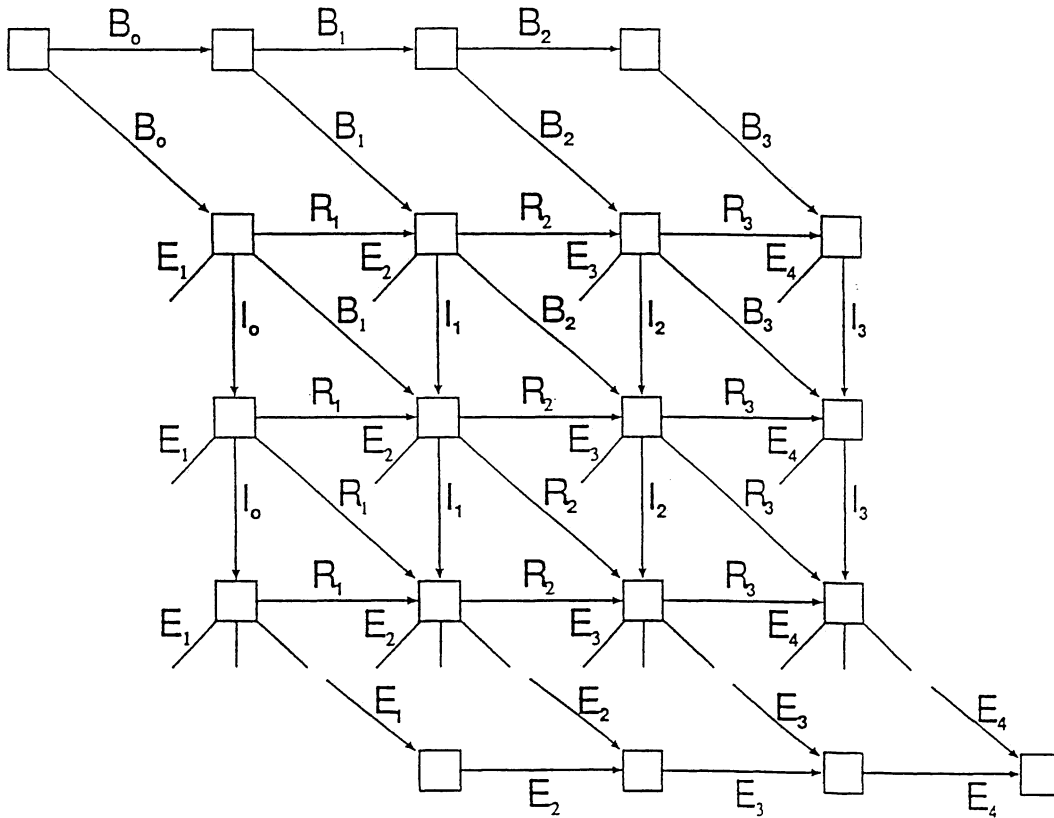 B₀ B₁ B₂
B₀ B₁ B₂ B₃
R₁ R₂ R₃
E₁ E₂ E₃ E₄
I₀ B₁ I₁ B₂ I₂ B₃ I₃
R₁ R₂ R₃
E₁ E₂ E₃ E₄
I₀ R₁ I₁ R₂ I₂ R₃ I₃
R₁ R₂ R₃
E₁ E₂ E₃ E₄
E₁ E₂ E₃ E₄
E₂ E₃ E₄